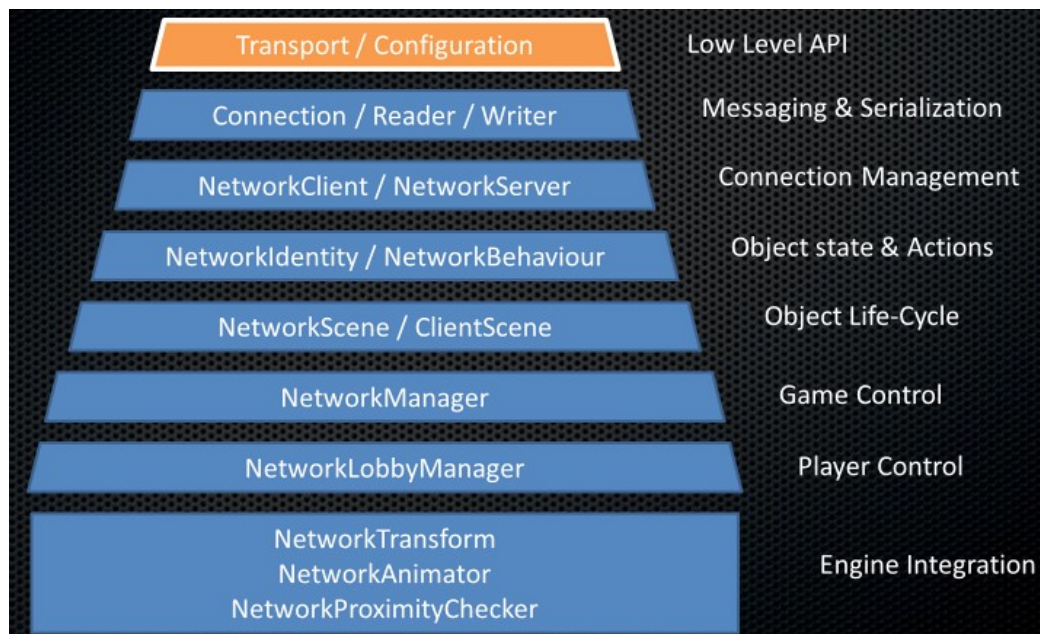 Transport / Configuration
Low Level API
Connection / Reader / Writer
Messaging & Serialization
NetworkClient / NetworkServer
Connection Management
NetworkIdentity / NetworkBehaviour
Object state & Actions
NetworkScene / ClientScene
Object Life-Cycle
NetworkManager
Game Control
NetworkLobbyManager
Player Control
NetworkTransform
NetworkAnimator
NetworkProximityChecker
Engine Integration